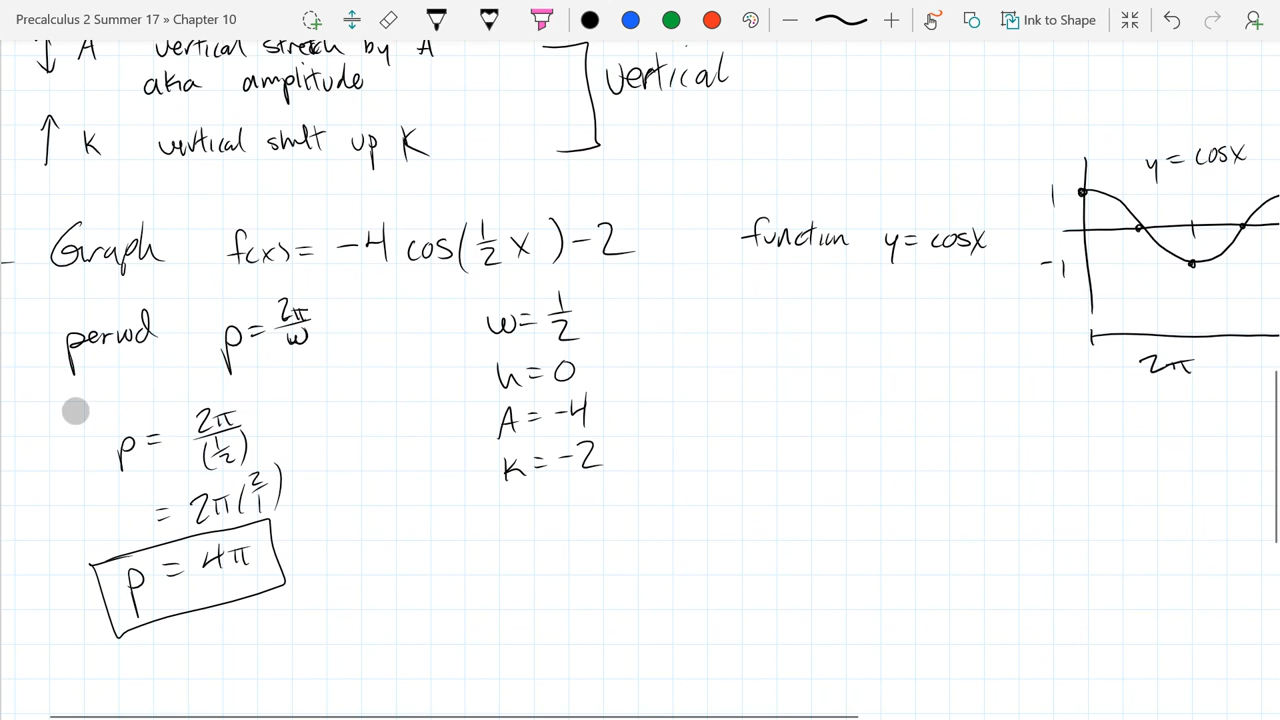 Precalculus 2 Summer 17 » Chapter 10
Ink to Shape
↓ A vertical stretch by A
aka amplitude
vertical
↑ K vertical shift up K
Graph f(x) = -4 cos(1/2 x) - 2
function y = cosx
y = cosx
1
-1
2π
period p = 2π/w
w = 1/2
h = 0
A = -4
K = -2
p = 2π/(1/2)
= 2π(2/1)
p = 4π